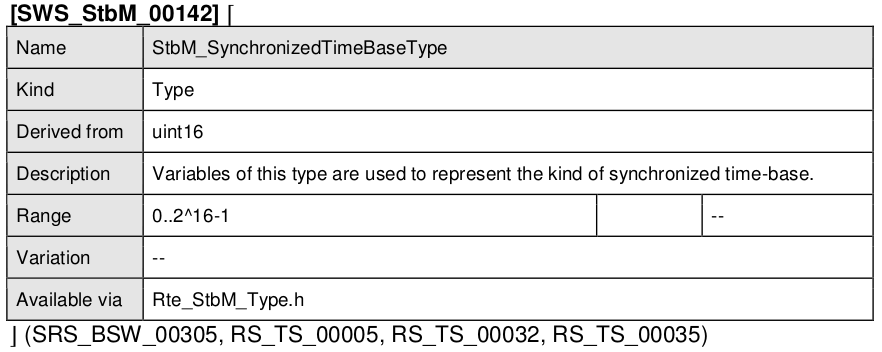 [SWS_StbM_00142] ⌈
Name StbM_SynchronizedTimeBaseType
Kind Type
Derived from uint16
Description Variables of this type are used to represent the kind of synchronized time-base.
Range 0..2^16-1 --
Variation --
Available via Rte_StbM_Type.h
⌋ (SRS_BSW_00305, RS_TS_00005, RS_TS_00032, RS_TS_00035)